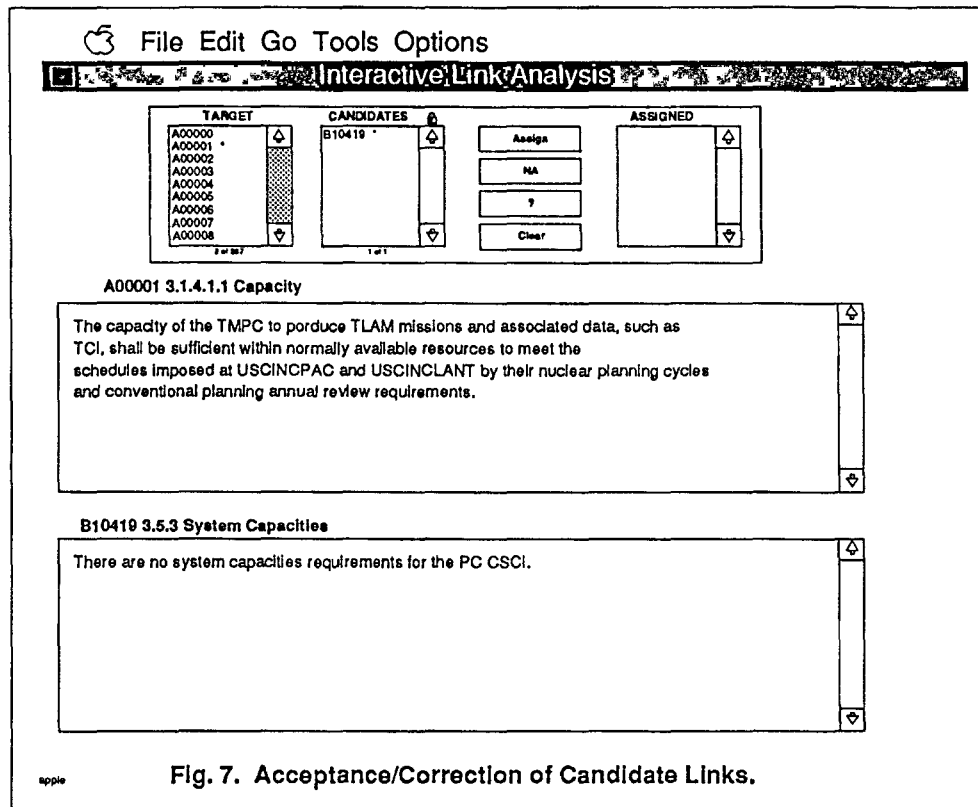 File Edit Go Tools Options
Interactive Link Analysis
TARGET
CANDIDATES
ASSIGNED
A00000
A00001 *
A00002
A00003
A00004
A00005
A00006
A00007
A00008
B10419 *
Assign
NA
?
Clear
1 of 1
A00001 3.1.4.1.1 Capacity
The capacity of the TMPC to porduce TLAM missions and associated data, such as
TCI, shall be sufficient within normally available resources to meet the
schedules imposed at USCINCPAC and USCINCLANT by their nuclear planning cycles
and conventional planning annual review requirements.
B10419 3.5.3 System Capacities
There are no system capacities requirements for the PC CSCI.
apple
Fig. 7. Acceptance/Correction of Candidate Links.